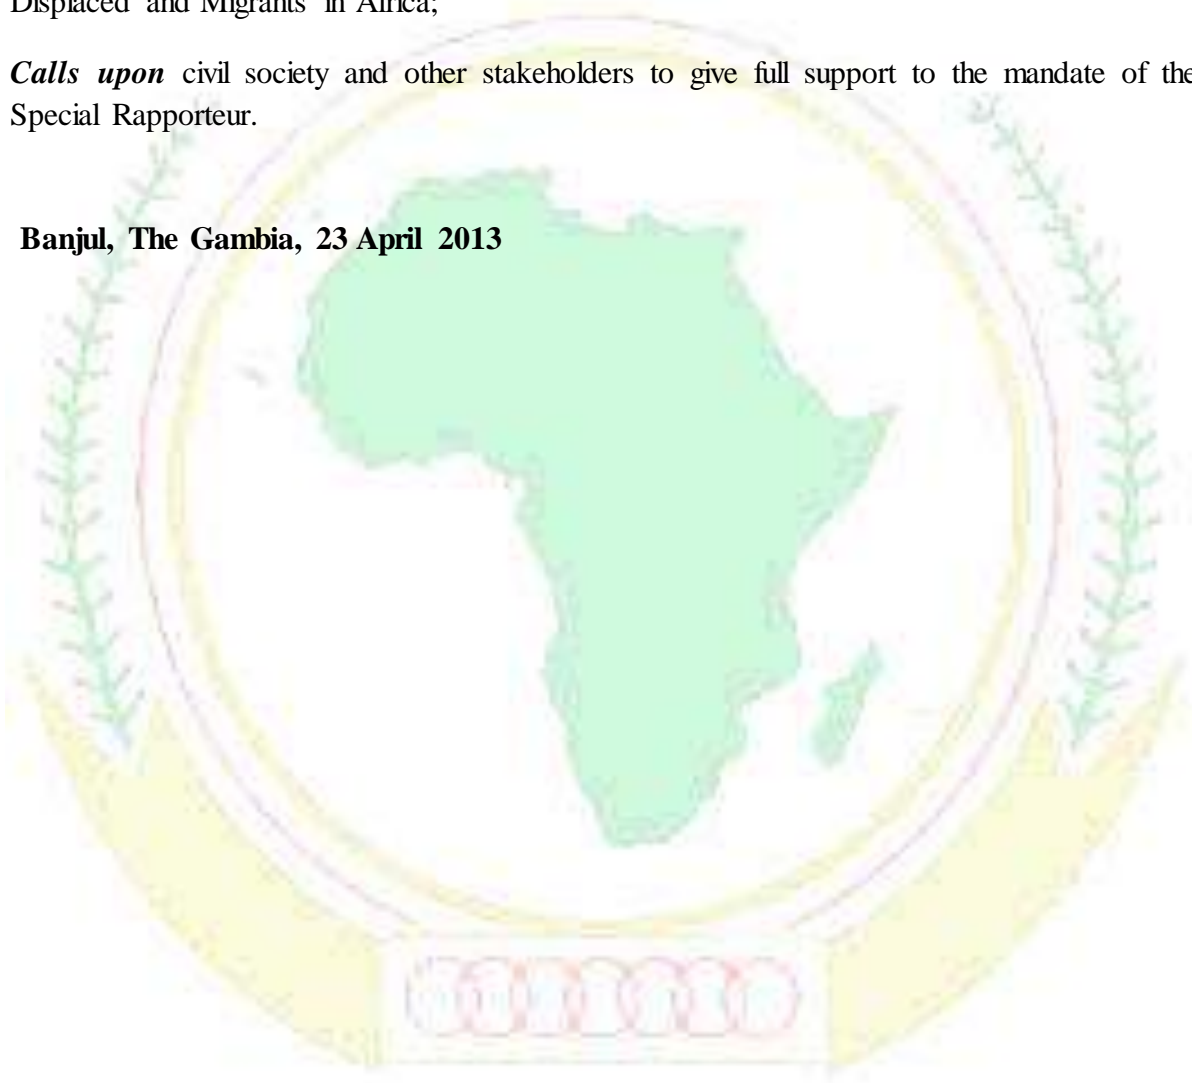 Displaced and Migrants in Africa;
Calls upon civil society and other stakeholders to give full support to the mandate of the
Special Rapporteur.
Banjul, The Gambia, 23 April 2013